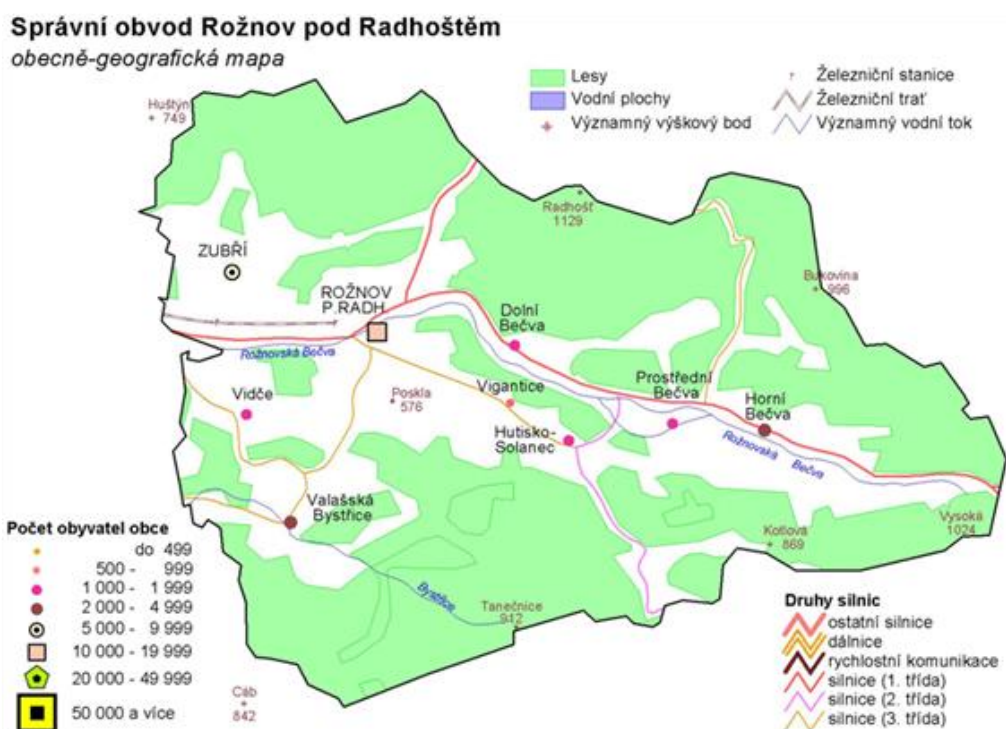 Správní obvod Rožnov pod Radhoštěm
obecně-geografická mapa
Lesy
Vodní plochy
Významný výškový bod
Železniční stanice
Železniční trať
Významný vodní tok
Huštýn
749
Radhošť
1129
ZUBŘÍ
Bukovina
996
ROŽNOV
P.RADH.
Dolní
Bečva
Rožnovská Bečva
Vidče
Poskla
576
Vigantice
Prostřední
Bečva
Horní
Bečva
Hutisko-
Solanec
Rožnovská Bečva
Valašská
Bystřice
Kotlová
869
Vysoká
1024
Bystřice
Tanečnice
912
Cáb
842
Počet obyvatel obce
do 499
500 - 999
1 000 - 1 999
2 000 - 4 999
5 000 - 9 999
10 000 - 19 999
20 000 - 49 999
50 000 a více
Druhy silnic
ostatní silnice
dálnice
rychlostní komunikace
silnice (1. třída)
silnice (2. třída)
silnice (3. třída)